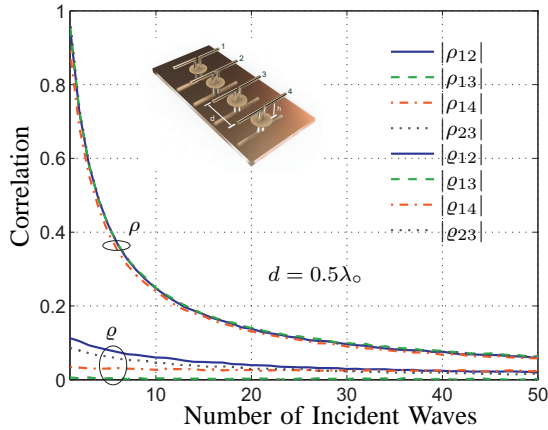 1
0.8
0.6
0.4
0.2
0
Correlation
1
2
3
4
d
h
|ρ12|
|ρ13|
|ρ14|
|ρ23|
|ϱ12|
|ϱ13|
|ϱ14|
|ϱ23|
ρ
d = 0.5λ○
ϱ
10 20 30 40 50
Number of Incident Waves